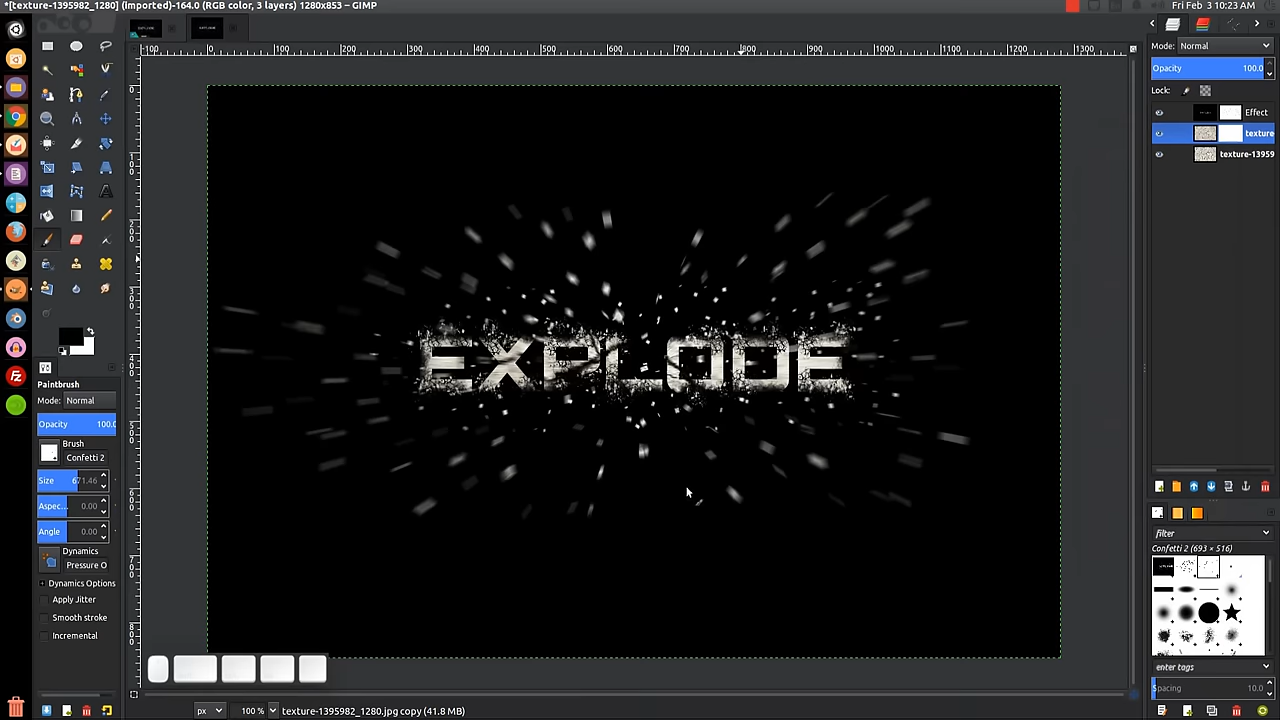 *[texture-1395982_1280] (imported)-164.0 (RGB color, 3 layers) 1280x853 – GIMP
Fri Feb 3 10:23 AM
Mode: Normal
Opacity 100.0
Lock:
Effect
texture
texture-13959
EXPLODE
Paintbrush
Mode: Normal
Opacity 100.0
Brush
Confetti 2
Size 671.46
Aspec... 0.00
Angle 0.00
Dynamics
Pressure O
Dynamics Options
Apply Jitter
Smooth stroke
Incremental
filter
Confetti 2 (693 × 516)
enter tags
Spacing 10.0
px 100 % texture-1395982_1280.jpg copy (41.8 MB)